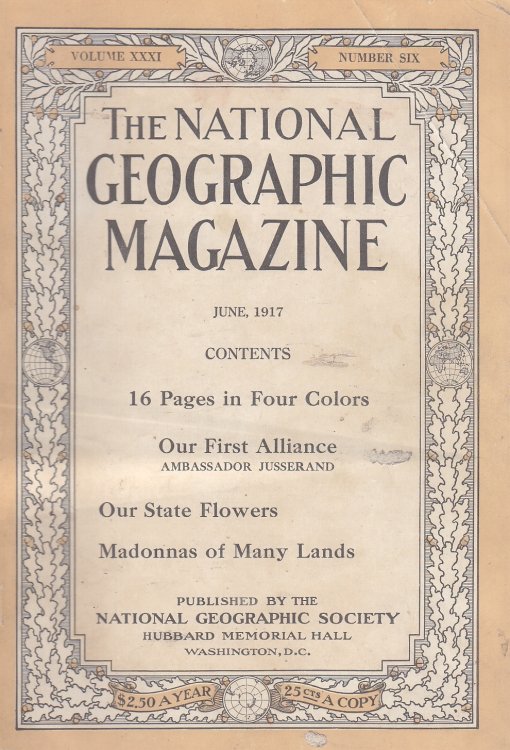 VOLUME XXXI
NUMBER SIX
THE NATIONAL
GEOGRAPHIC
MAGAZINE
JUNE, 1917
CONTENTS
16 Pages in Four Colors
Our First Alliance
AMBASSADOR JUSSERAND
Our State Flowers
Madonnas of Many Lands
PUBLISHED BY THE
NATIONAL GEOGRAPHIC SOCIETY
HUBBARD MEMORIAL HALL
WASHINGTON, D.C.
$2.50 A YEAR
25 CTS A COPY